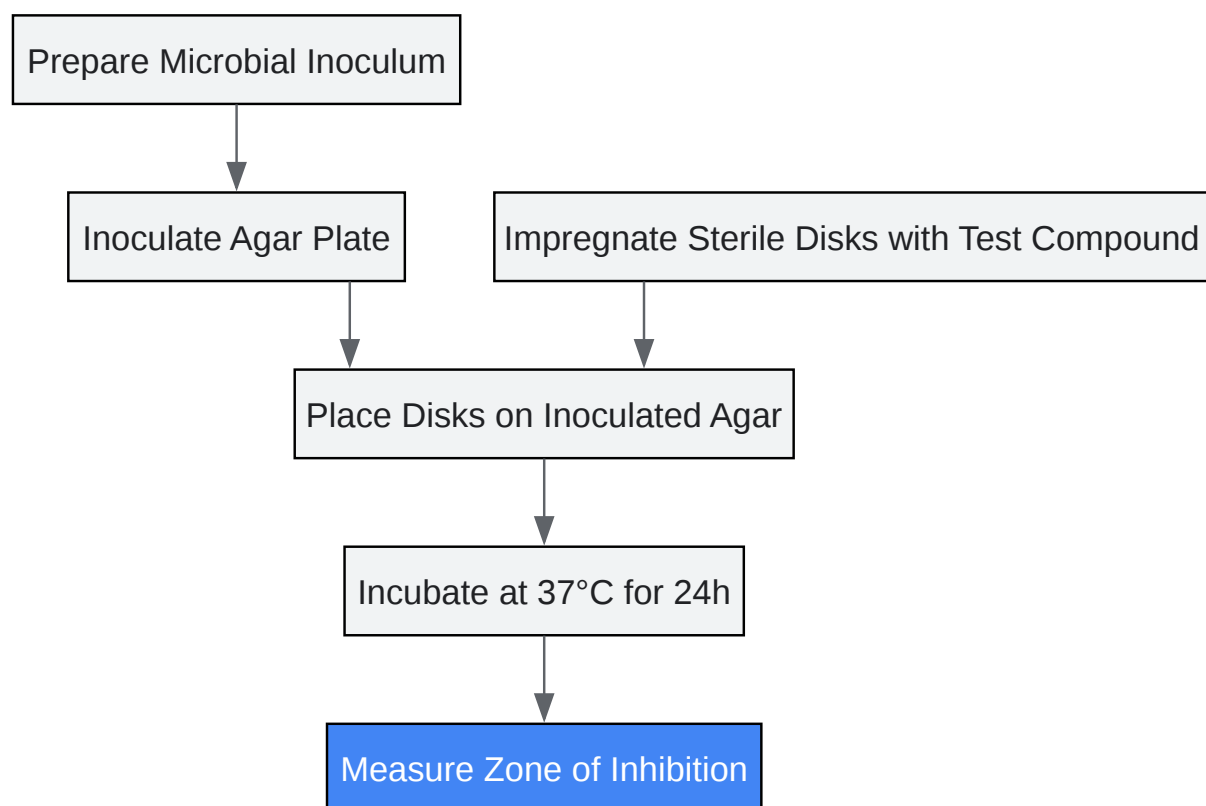 Prepare Microbial Inoculum
Inoculate Agar Plate
Impregnate Sterile Disks with Test Compound
Place Disks on Inoculated Agar
Incubate at 37°C for 24h
Measure Zone of Inhibition